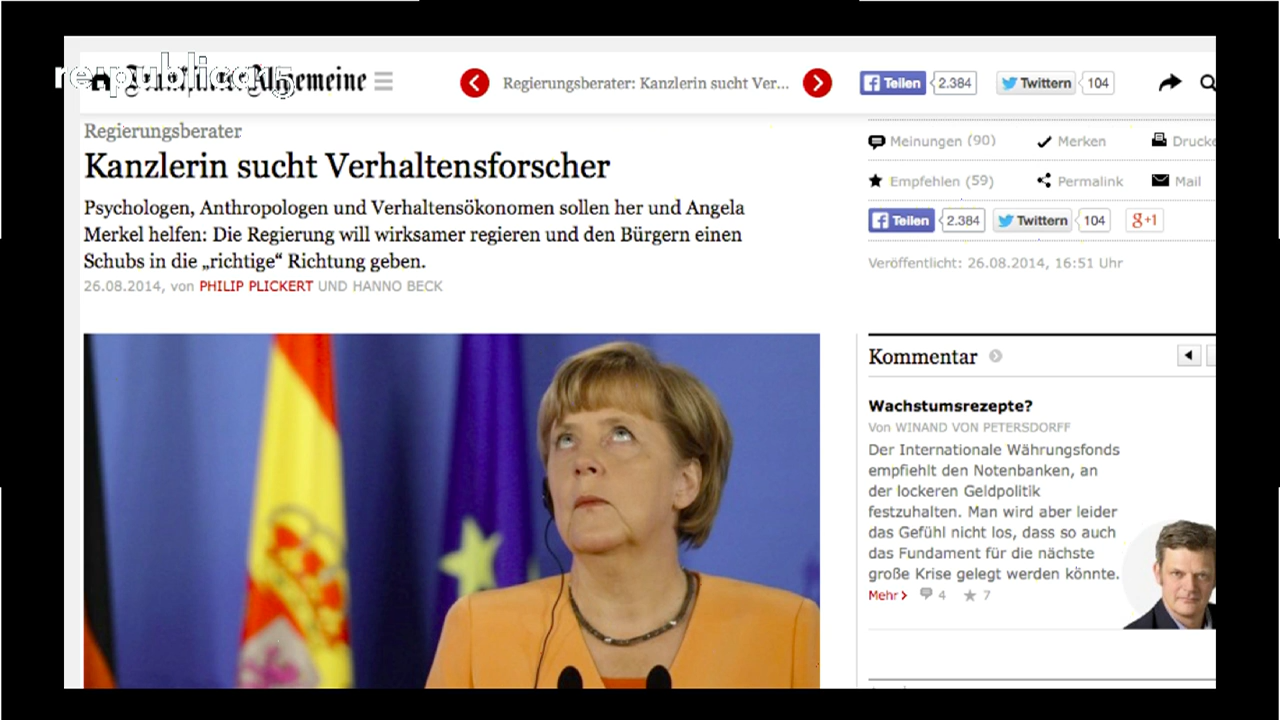 re:publica15
Allgemeine
Regierungsberater: Kanzlerin sucht Ver...
Teilen 2.384
Twittern 104
Regierungsberater
Kanzlerin sucht Verhaltensforscher
Psychologen, Anthropologen und Verhaltensökonomen sollen her und Angela
Merkel helfen: Die Regierung will wirksamer regieren und den Bürgern einen
Schubs in die „richtige“ Richtung geben.
26.08.2014, von PHILIP PLICKERT UND HANNO BECK
Meinungen (90) Merken Drucke
Empfehlen (59) Permalink Mail
Teilen 2.384 Twittern 104 g+1
Veröffentlicht: 26.08.2014, 16:51 Uhr
Kommentar
Wachstumsrezepte?
Von WINAND VON PETERSDORFF
Der Internationale Währungsfonds
empfiehlt den Notenbanken, an
der lockeren Geldpolitik
festzuhalten. Man wird aber leider
das Gefühl nicht los, dass so auch
das Fundament für die nächste
große Krise gelegt werden könnte.
Mehr 4 7